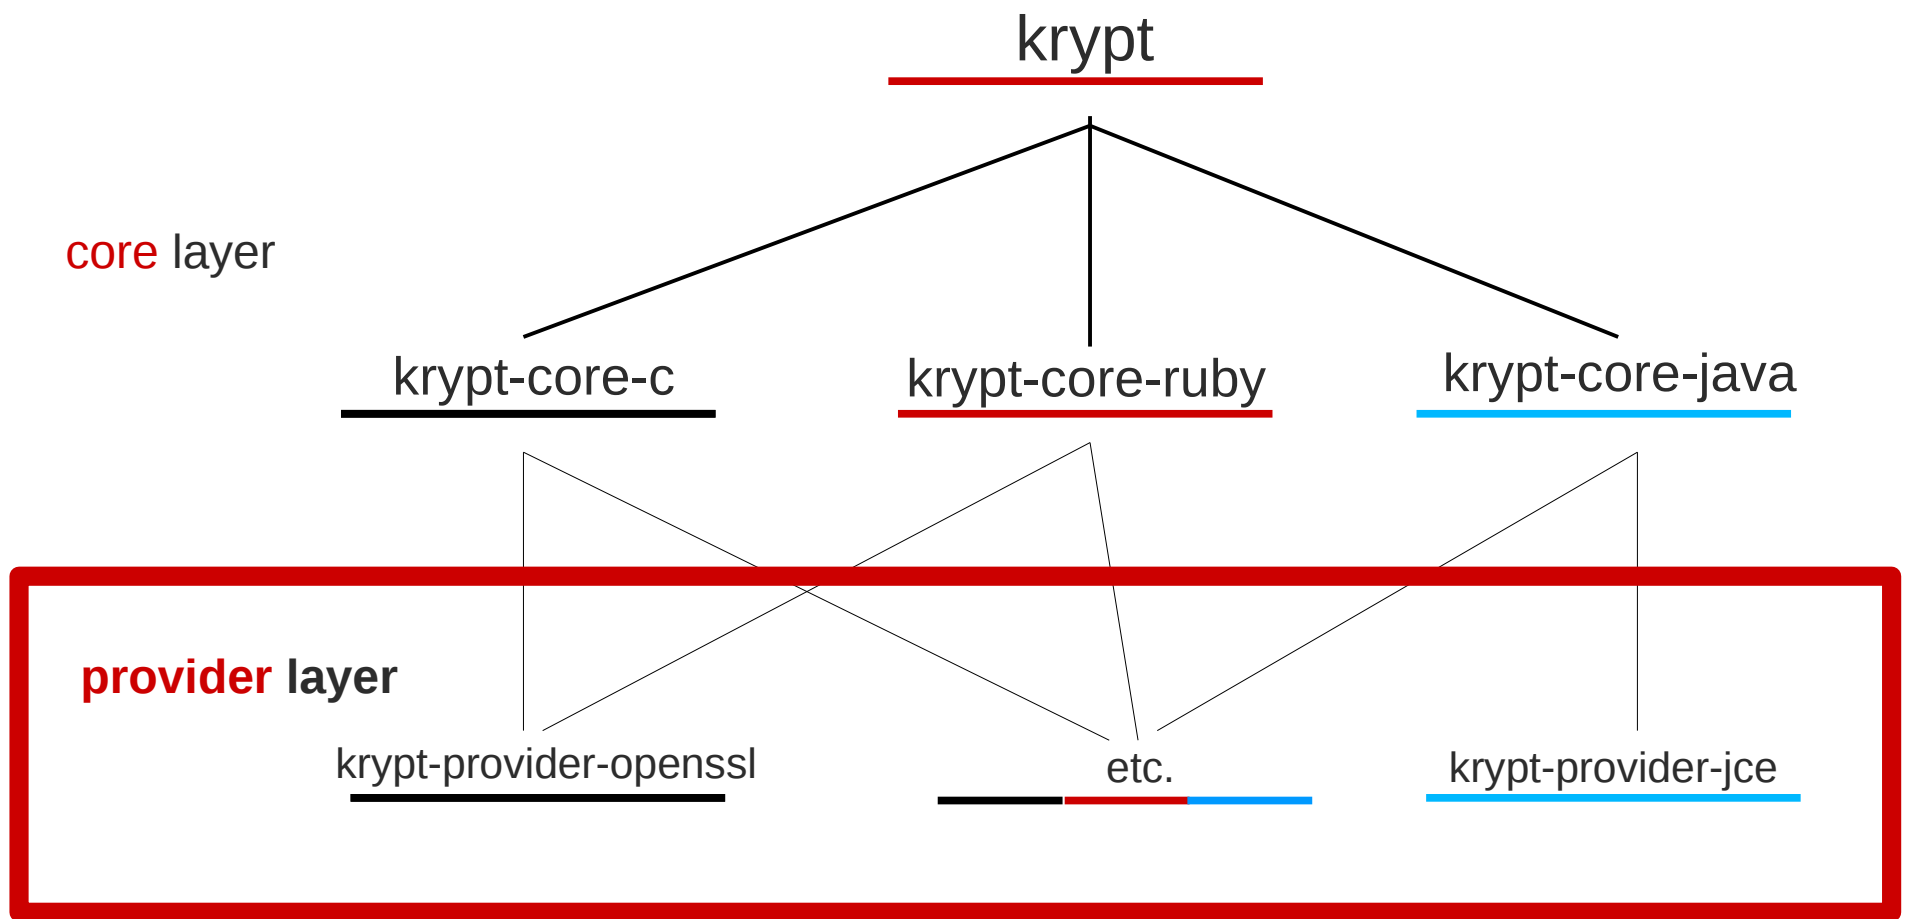 krypt
core layer
krypt-core-c
krypt-core-ruby
krypt-core-java
provider layer
krypt-provider-openssl
etc.
krypt-provider-jce